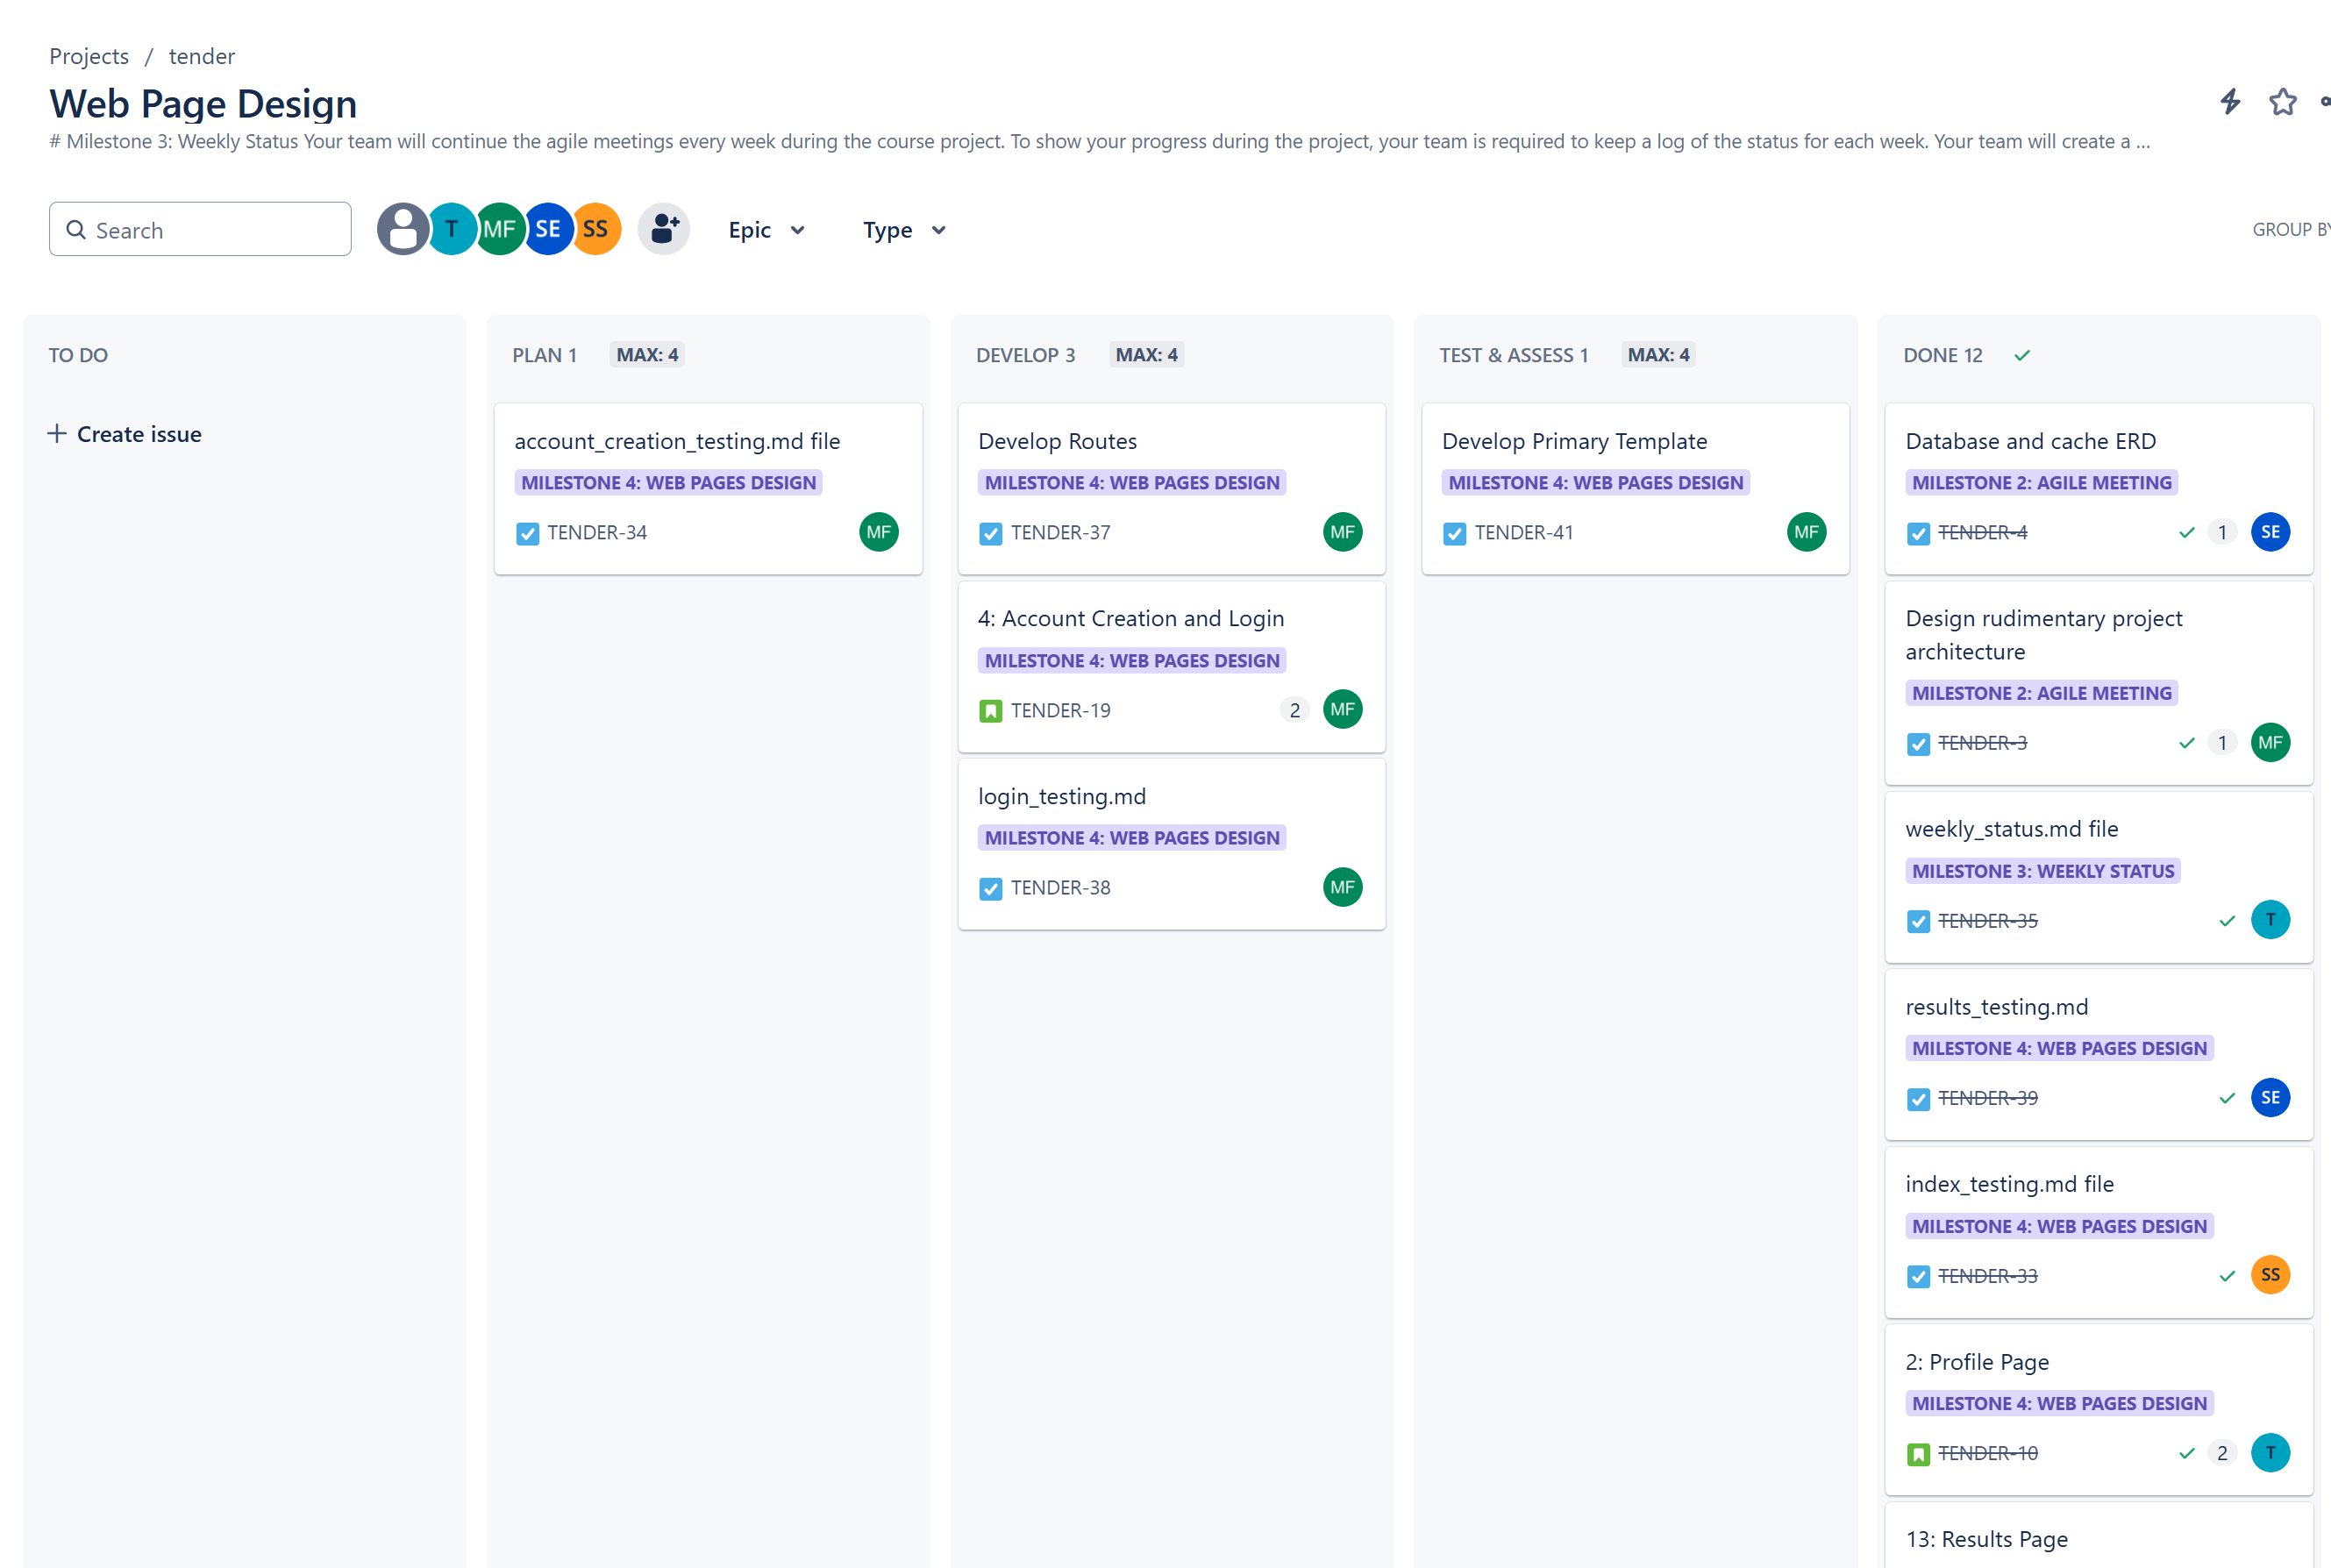 Projects / tender
Web Page Design
# Milestone 3: Weekly Status Your team will continue the agile meetings every week during the course project. To show your progress during the project, your team is required to keep a log of the status for each week. Your team will create a ...
Search
T
MF
SE
SS
Epic
Type
GROUP BY
TO DO
Create issue
PLAN 1 MAX: 4
account_creation_testing.md file
MILESTONE 4: WEB PAGES DESIGN
TENDER-34 MF
DEVELOP 3 MAX: 4
Develop Routes
MILESTONE 4: WEB PAGES DESIGN
TENDER-37 MF
4: Account Creation and Login
MILESTONE 4: WEB PAGES DESIGN
TENDER-19 2 MF
login_testing.md
MILESTONE 4: WEB PAGES DESIGN
TENDER-38 MF
TEST & ASSESS 1 MAX: 4
Develop Primary Template
MILESTONE 4: WEB PAGES DESIGN
TENDER-41 MF
DONE 12
Database and cache ERD
MILESTONE 2: AGILE MEETING
TENDER-4 1 SE
Design rudimentary project
architecture
MILESTONE 2: AGILE MEETING
TENDER-3 1 MF
weekly_status.md file
MILESTONE 3: WEEKLY STATUS
TENDER-35 T
results_testing.md
MILESTONE 4: WEB PAGES DESIGN
TENDER-39 SE
index_testing.md file
MILESTONE 4: WEB PAGES DESIGN
TENDER-33 SS
2: Profile Page
MILESTONE 4: WEB PAGES DESIGN
TENDER-10 2 T
13: Results Page